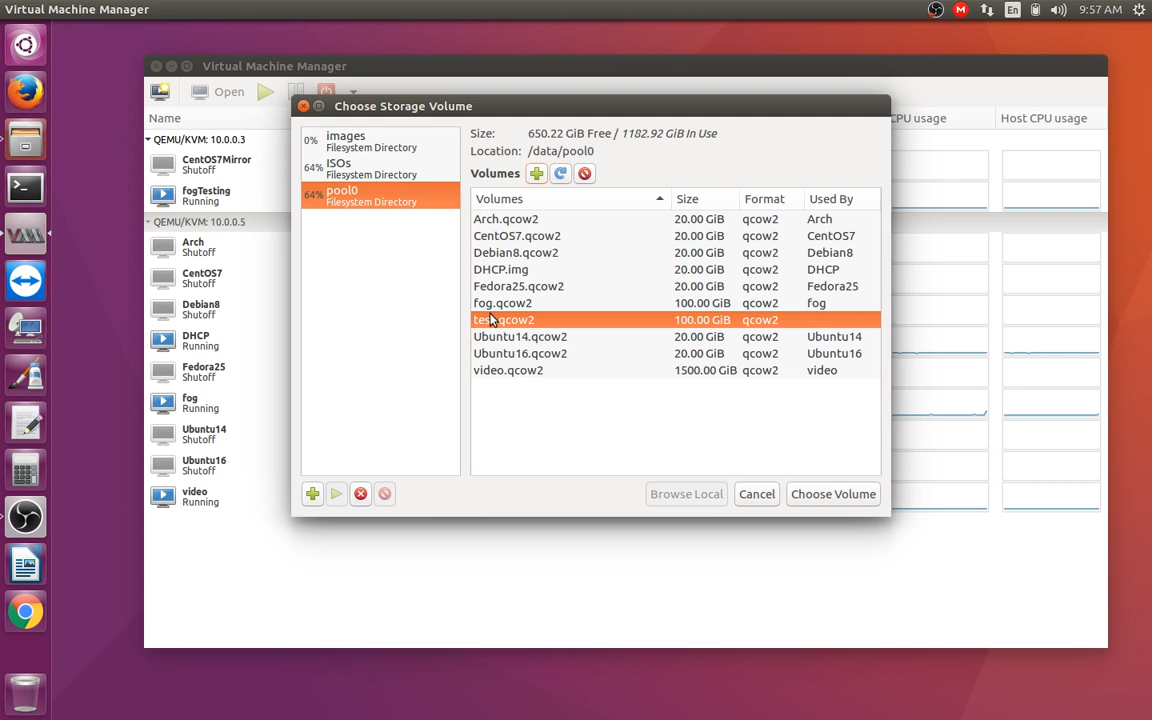 Virtual Machine Manager
En
9:57 AM
Virtual Machine Manager
Open
Name
CPU usage
Host CPU usage
QEMU/KVM: 10.0.0.3
CentOS7Mirror
Shutoff
fogTesting
Running
QEMU/KVM: 10.0.0.5
Arch
Shutoff
CentOS7
Shutoff
Debian8
Shutoff
DHCP
Running
Fedora25
Shutoff
fog
Running
Ubuntu14
Shutoff
Ubuntu16
Shutoff
video
Running
Choose Storage Volume
0% images
Filesystem Directory
64% ISOs
Filesystem Directory
64% pool0
Filesystem Directory
Size: 650.22 GiB Free / 1182.92 GiB In Use
Location: /data/pool0
Volumes
Volumes Size Format Used By
Arch.qcow2 20.00 GiB qcow2 Arch
CentOS7.qcow2 20.00 GiB qcow2 CentOS7
Debian8.qcow2 20.00 GiB qcow2 Debian8
DHCP.img 20.00 GiB qcow2 DHCP
Fedora25.qcow2 20.00 GiB qcow2 Fedora25
fog.qcow2 100.00 GiB qcow2 fog
test.qcow2 100.00 GiB qcow2
Ubuntu14.qcow2 20.00 GiB qcow2 Ubuntu14
Ubuntu16.qcow2 20.00 GiB qcow2 Ubuntu16
video.qcow2 1500.00 GiB qcow2 video
Browse Local
Cancel
Choose Volume